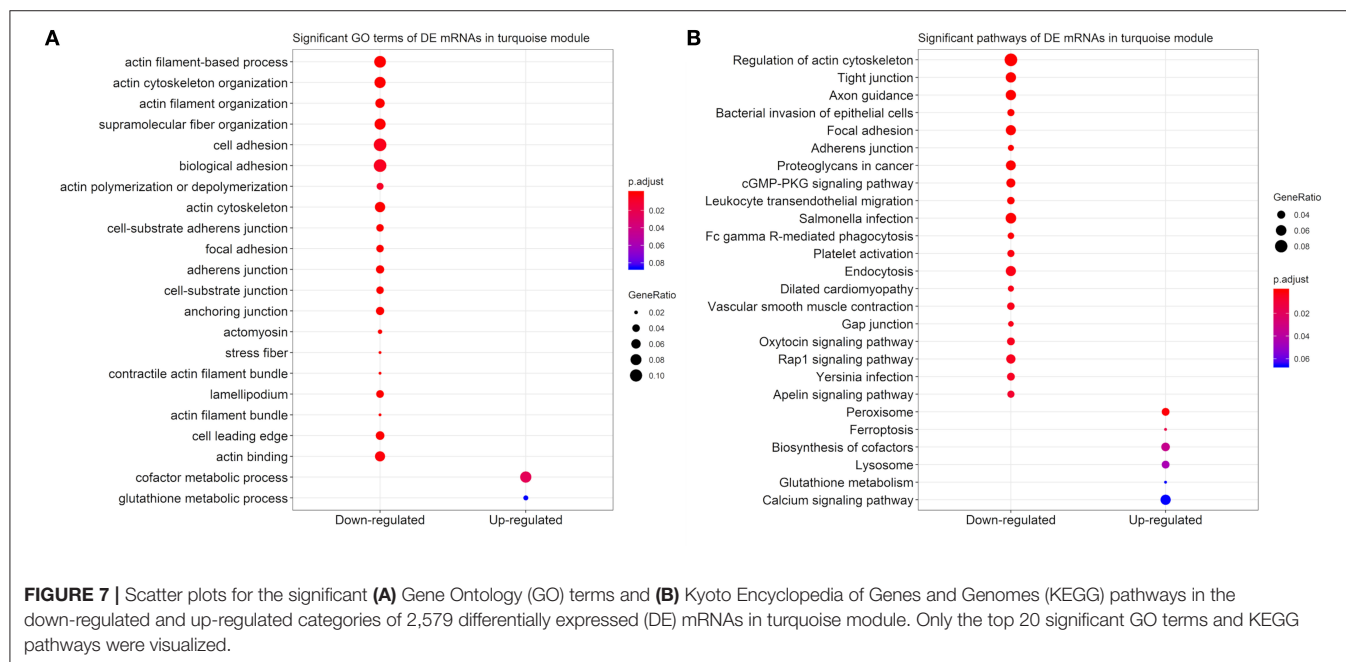 A
Significant GO terms of DE mRNAs in turquoise module
actin filament-based process
actin cytoskeleton organization
actin filament organization
supramolecular fiber organization
cell adhesion
biological adhesion
actin polymerization or depolymerization
actin cytoskeleton
cell-substrate adherens junction
focal adhesion
adherens junction
cell-substrate junction
anchoring junction
actomyosin
stress fiber
contractile actin filament bundle
lamellipodium
actin filament bundle
cell leading edge
actin binding
cofactor metabolic process
glutathione metabolic process
Down-regulated
Up-regulated
p.adjust
0.02
0.04
0.06
0.08
GeneRatio
0.02
0.04
0.06
0.08
0.10
B
Significant pathways of DE mRNAs in turquoise module
Regulation of actin cytoskeleton
Tight junction
Axon guidance
Bacterial invasion of epithelial cells
Focal adhesion
Adherens junction
Proteoglycans in cancer
cGMP-PKG signaling pathway
Leukocyte transendothelial migration
Salmonella infection
Fc gamma R-mediated phagocytosis
Platelet activation
Endocytosis
Dilated cardiomyopathy
Vascular smooth muscle contraction
Gap junction
Oxytocin signaling pathway
Rap1 signaling pathway
Yersinia infection
Apelin signaling pathway
Peroxisome
Ferroptosis
Biosynthesis of cofactors
Lysosome
Glutathione metabolism
Calcium signaling pathway
Down-regulated
Up-regulated
GeneRatio
0.04
0.06
0.08
p.adjust
0.02
0.04
0.06
FIGURE 7 | Scatter plots for the significant (A) Gene Ontology (GO) terms and (B) Kyoto Encyclopedia of Genes and Genomes (KEGG) pathways in the
down-regulated and up-regulated categories of 2,579 differentially expressed (DE) mRNAs in turquoise module. Only the top 20 significant GO terms and KEGG
pathways were visualized.